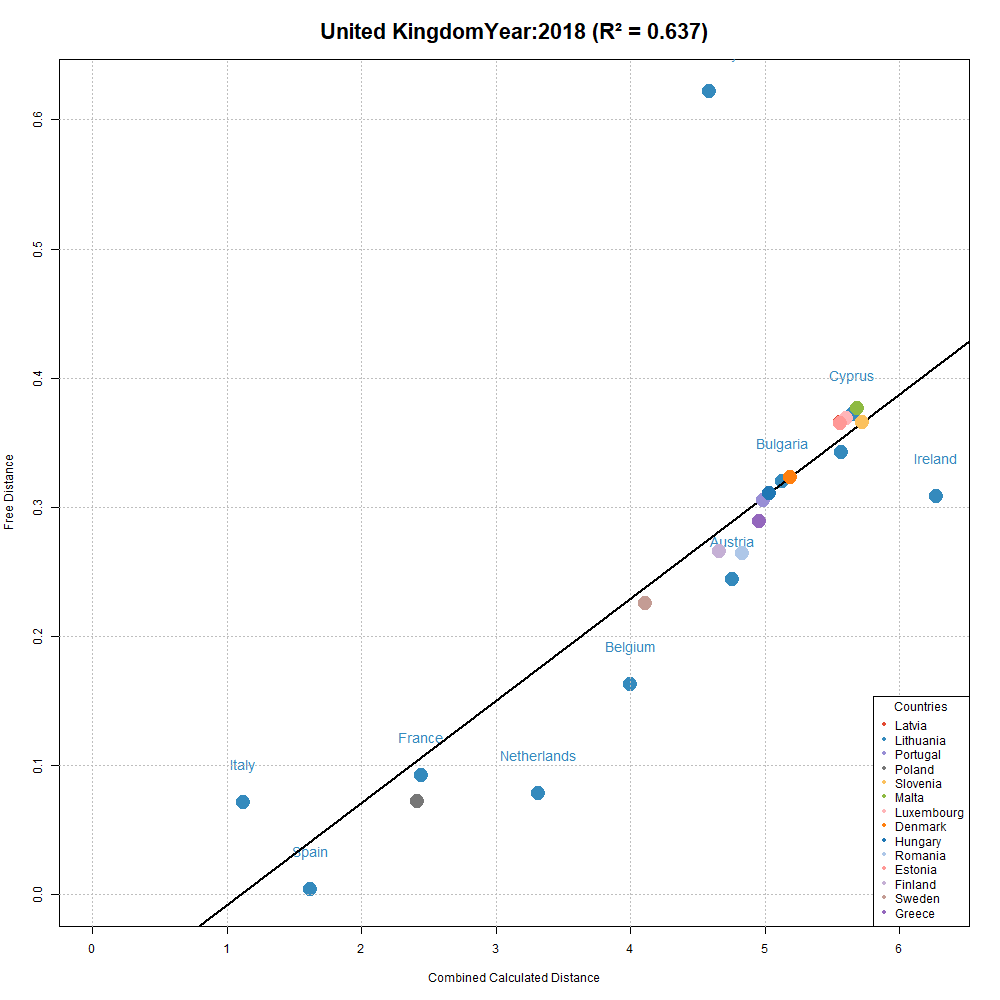 United KingdomYear:2018 (R² = 0.637)
Free Distance
0.6
0.5
0.4
0.3
0.2
0.1
0.0
Cyprus
Bulgaria
Ireland
Austria
Belgium
France
Netherlands
Italy
Spain
Countries
Latvia
Lithuania
Portugal
Poland
Slovenia
Malta
Luxembourg
Denmark
Hungary
Romania
Estonia
Finland
Sweden
Greece
0 1 2 3 4 5 6
Combined Calculated Distance